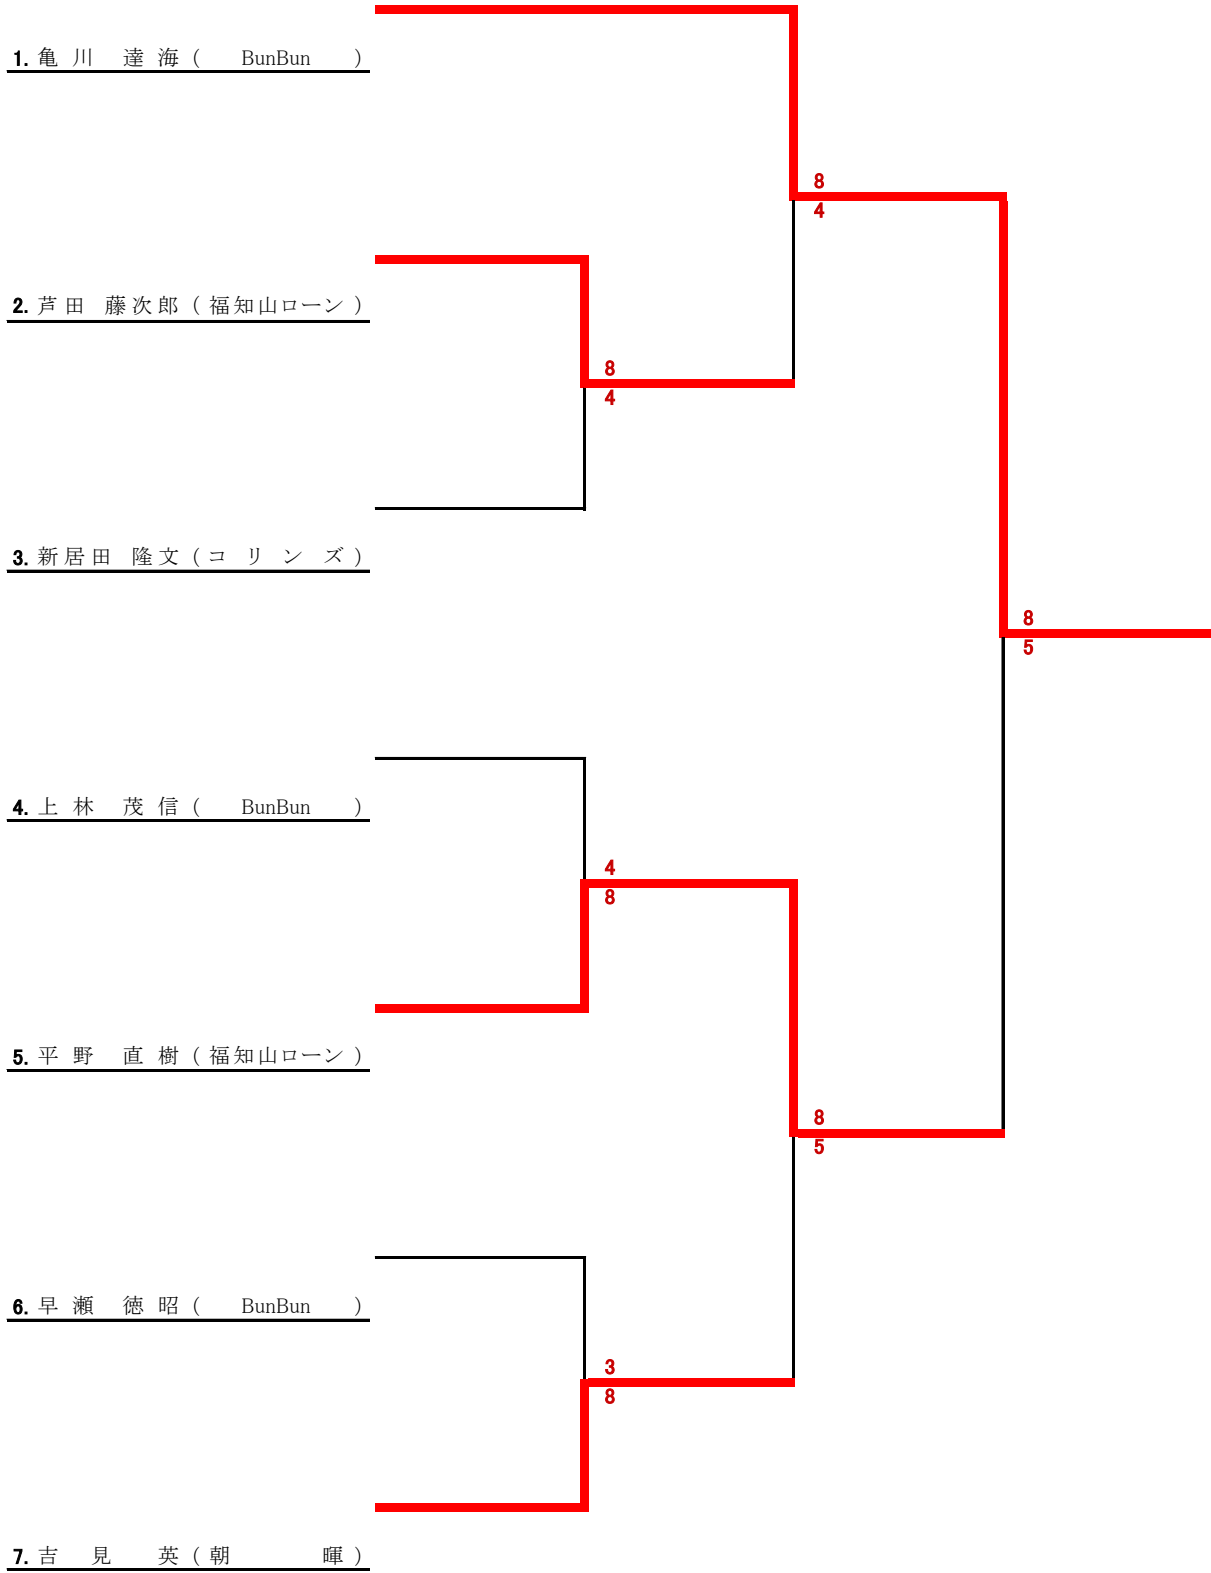 1. 亀川 達海 ( BunBun )
8
4
2. 芦田 藤次郎 ( 福知山ローン )
8
4
3. 新居田 隆文 ( コリンズ )
8
5
4. 上林 茂信 ( BunBun )
4
8
5. 平野 直樹 ( 福知山ローン )
8
5
6. 早瀬 徳昭 ( BunBun )
3
8
7. 吉見 英 ( 朝暉 )